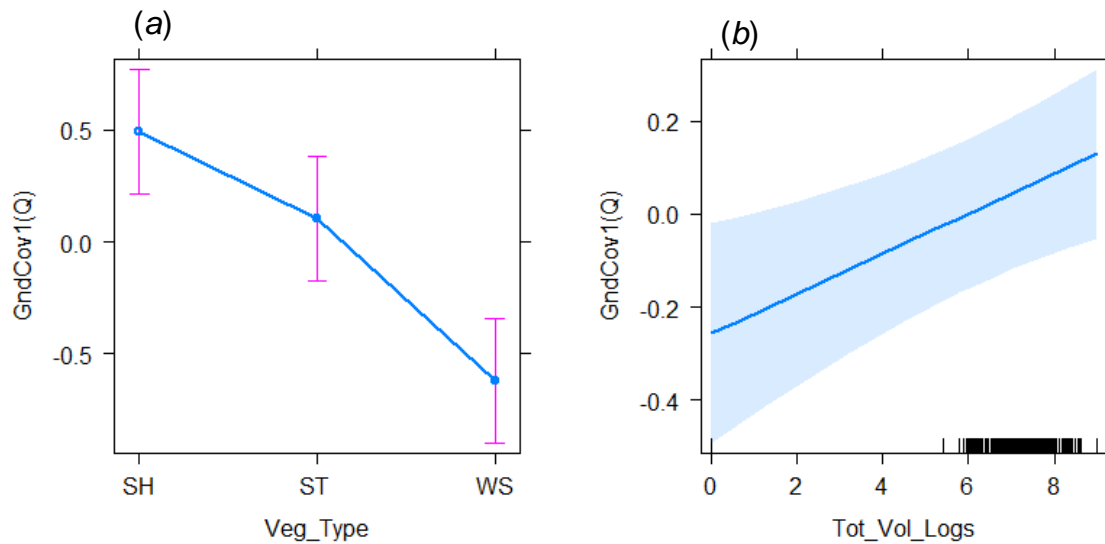 (a)
GndCov1(Q)
0.5
0.0
-0.5
SH ST WS
Veg_Type
(b)
GndCov1(Q)
0.2
0.0
-0.2
-0.4
0 2 4 6 8
Tot_Vol_Logs